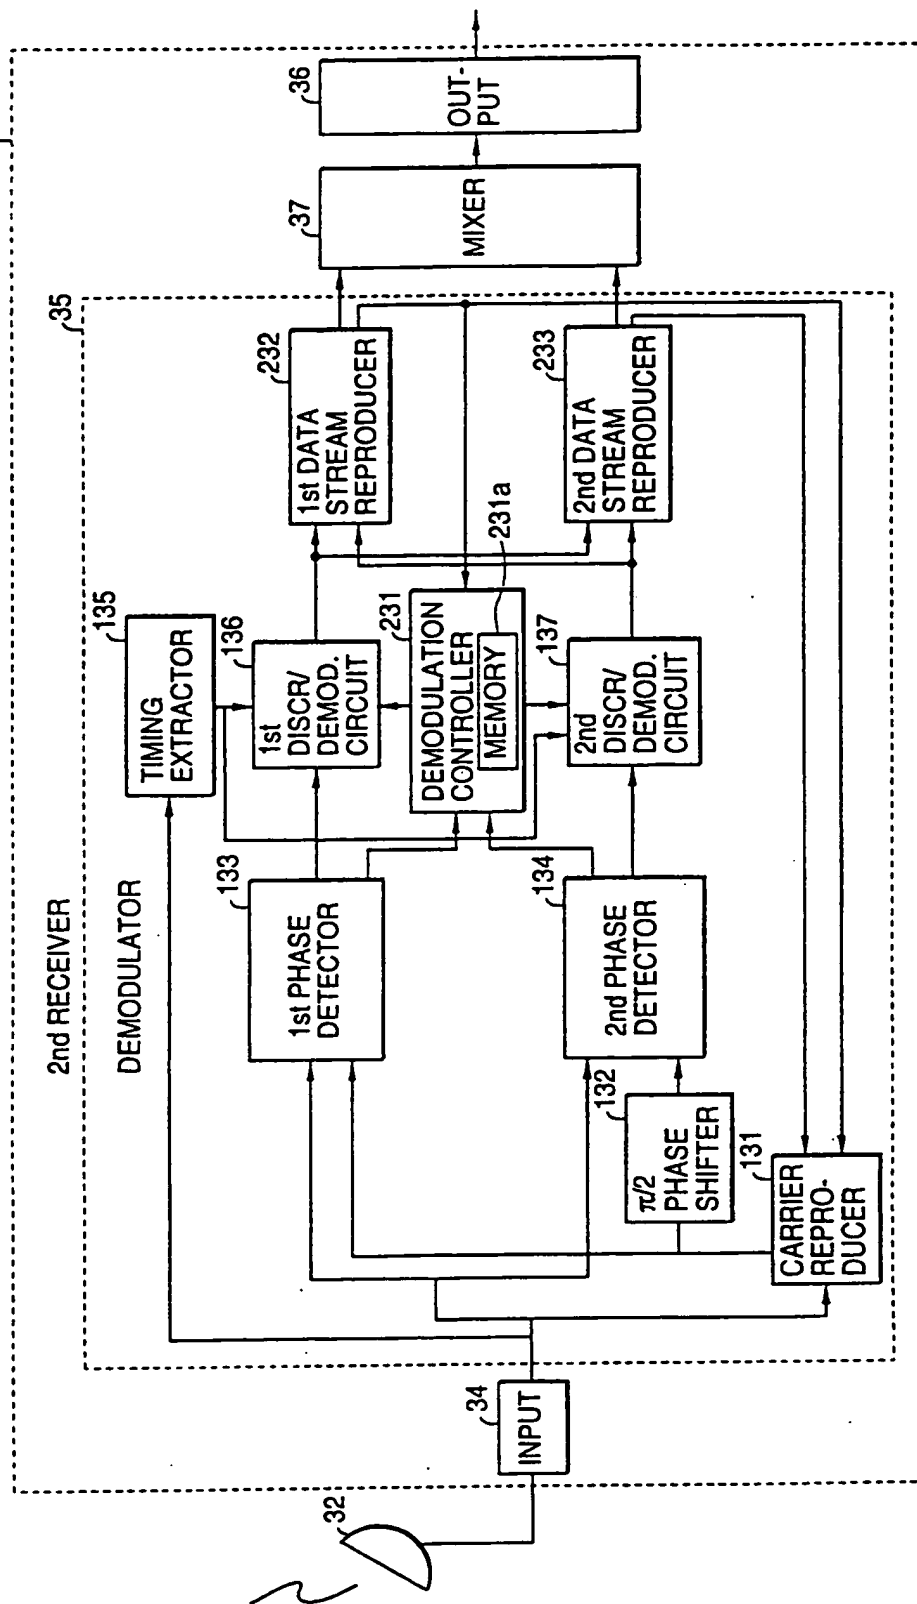 2nd RECEIVER
35
DEMODULATOR
32
34
INPUT
135
TIMING
EXTRACTOR
133
1st PHASE
DETECTOR
136
1st
DISCR/
DEMOD.
CIRCUIT
232
1st DATA
STREAM
REPRODUCER
37
MIXER
36
OUT-
PUT
231
DEMODULATION
CONTROLLER
MEMORY
231a
134
2nd PHASE
DETECTOR
137
2nd
DISCR/
DEMOD.
CIRCUIT
233
2nd DATA
STREAM
REPRODUCER
132
π/2
PHASE
SHIFTER
131
CARRIER
REPRO-
DUCER